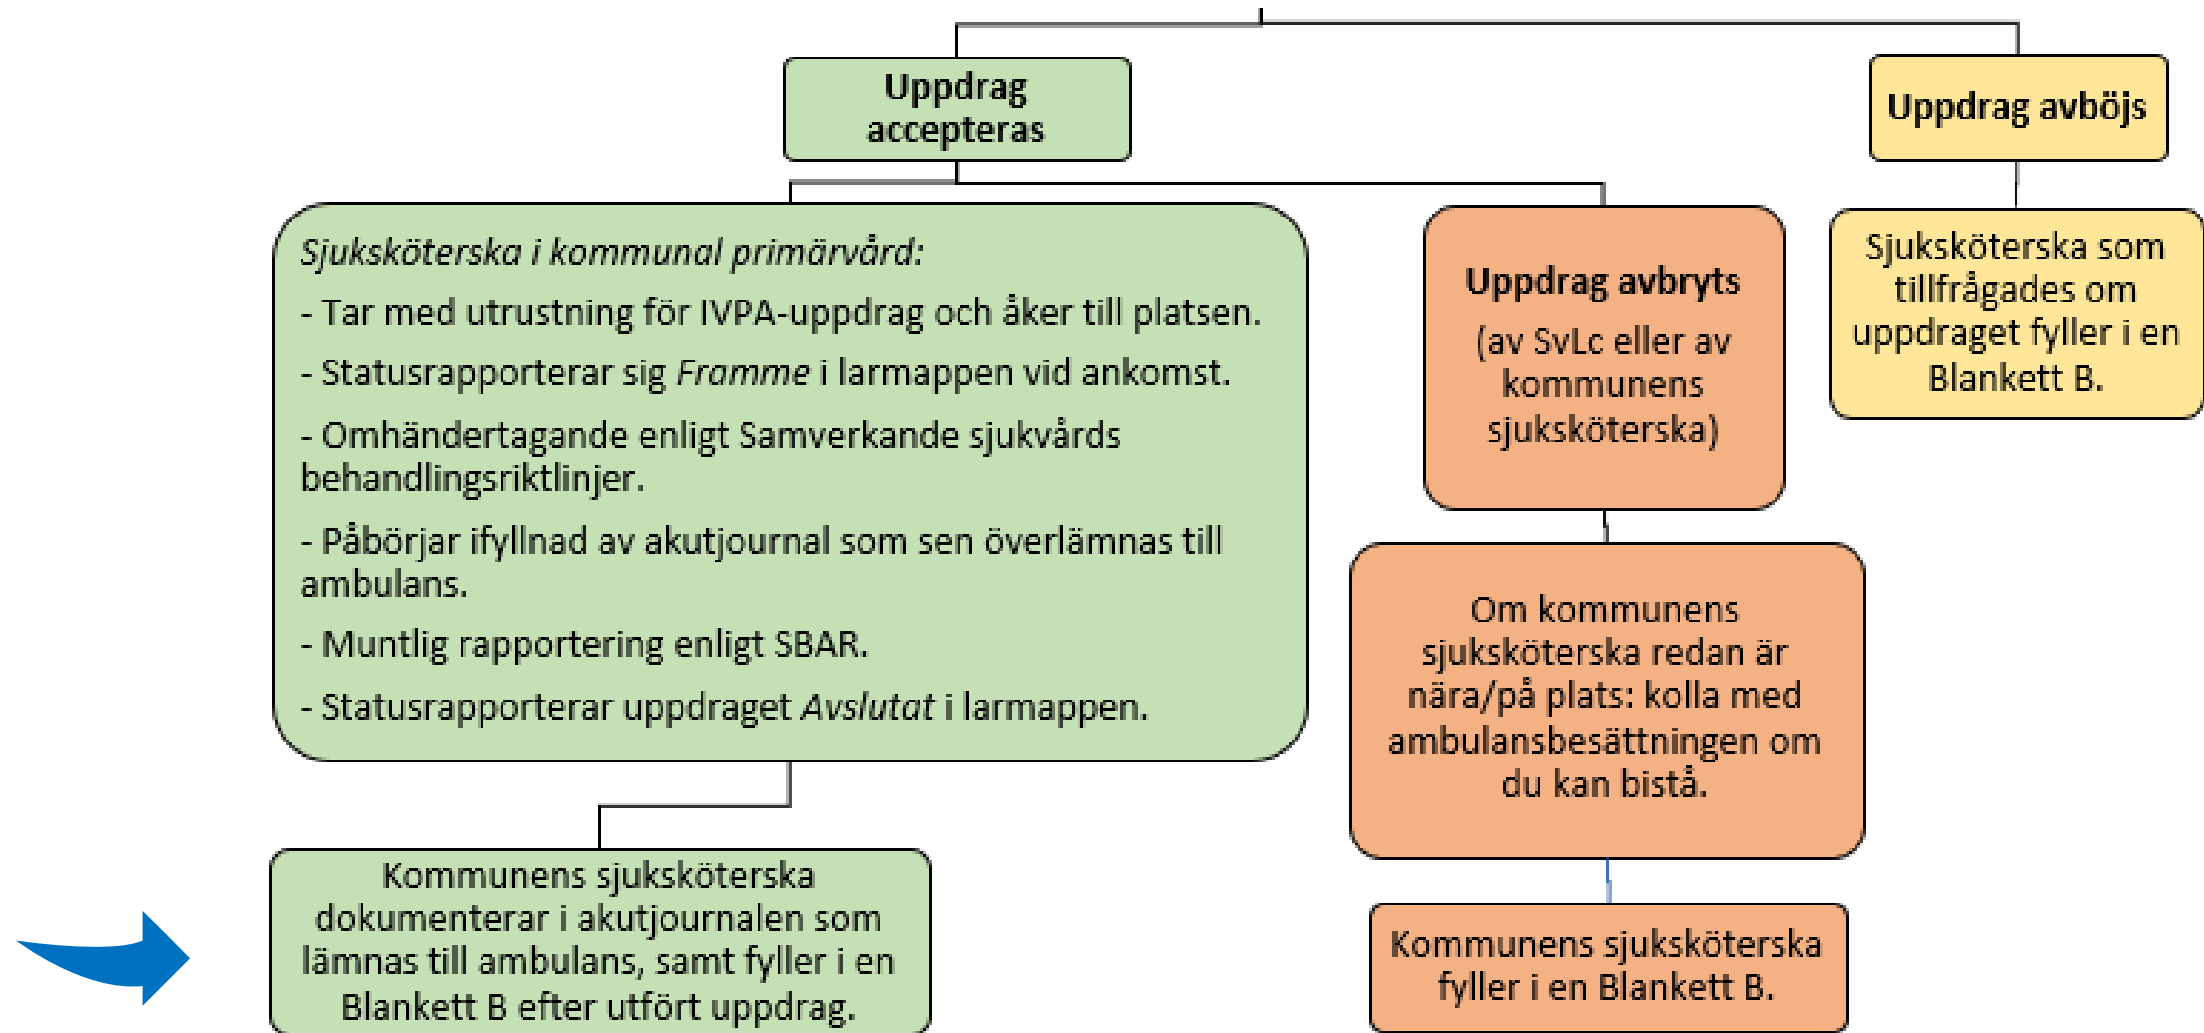 Uppdrag
accepteras
Uppdrag avböjs
Sjuksköterska i kommunal primärvård:
- Tar med utrustning för IVPA-uppdrag och åker till platsen.
- Statusrapporterar sig Framme i larmappen vid ankomst.
- Omhändertagande enligt Samverkande sjukvårds
behandlingsriktlinjer.
- Påbörjar ifyllnad av akutjournal som sen överlämnas till
ambulans.
- Muntlig rapportering enligt SBAR.
- Statusrapporterar uppdraget Avslutat i larmappen.
Uppdrag avbryts
(av SvLc eller av
kommunens
sjuksköterska)
Sjuksköterska som
tillfrågades om
uppdraget fyller i en
Blankett B.
Om kommunens
sjuksköterska redan är
nära/på plats: kolla med
ambulansbesättningen om
du kan bistå.
Kommunens sjuksköterska
dokumenterar i akutjournalen som
lämnas till ambulans, samt fyller i en
Blankett B efter utfört uppdrag.
Kommunens sjuksköterska
fyller i en Blankett B.